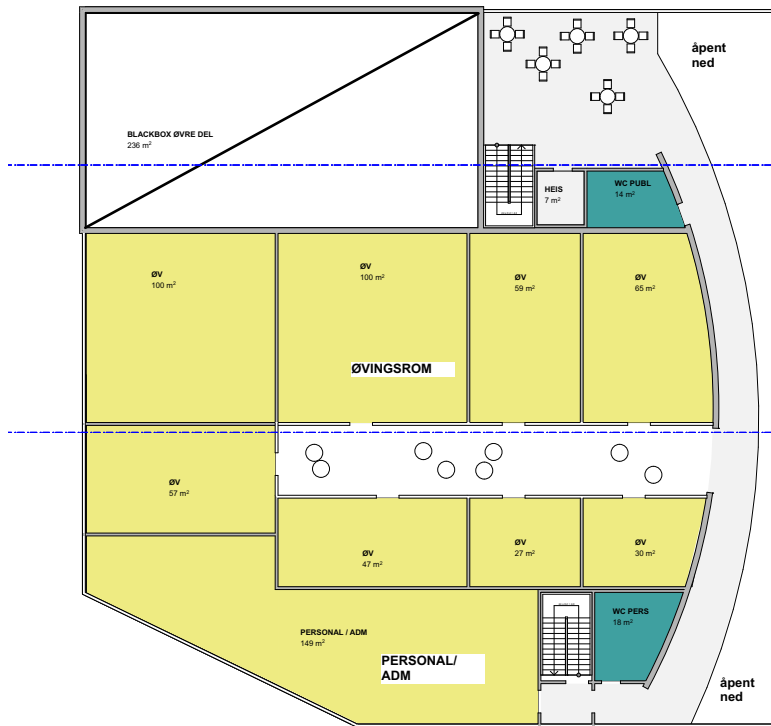 åpent
ned
BLACKBOX ØVRE DEL
236 m²
HEIS
7 m²
WC PUBL
14 m²
ØV
100 m²
ØV
100 m²
ØV
59 m²
ØV
65 m²
ØVINGSROM
ØV
57 m²
ØV
47 m²
ØV
27 m²
ØV
30 m²
WC PERS
18 m²
PERSONAL / ADM
149 m²
PERSONAL/
ADM
åpent
ned